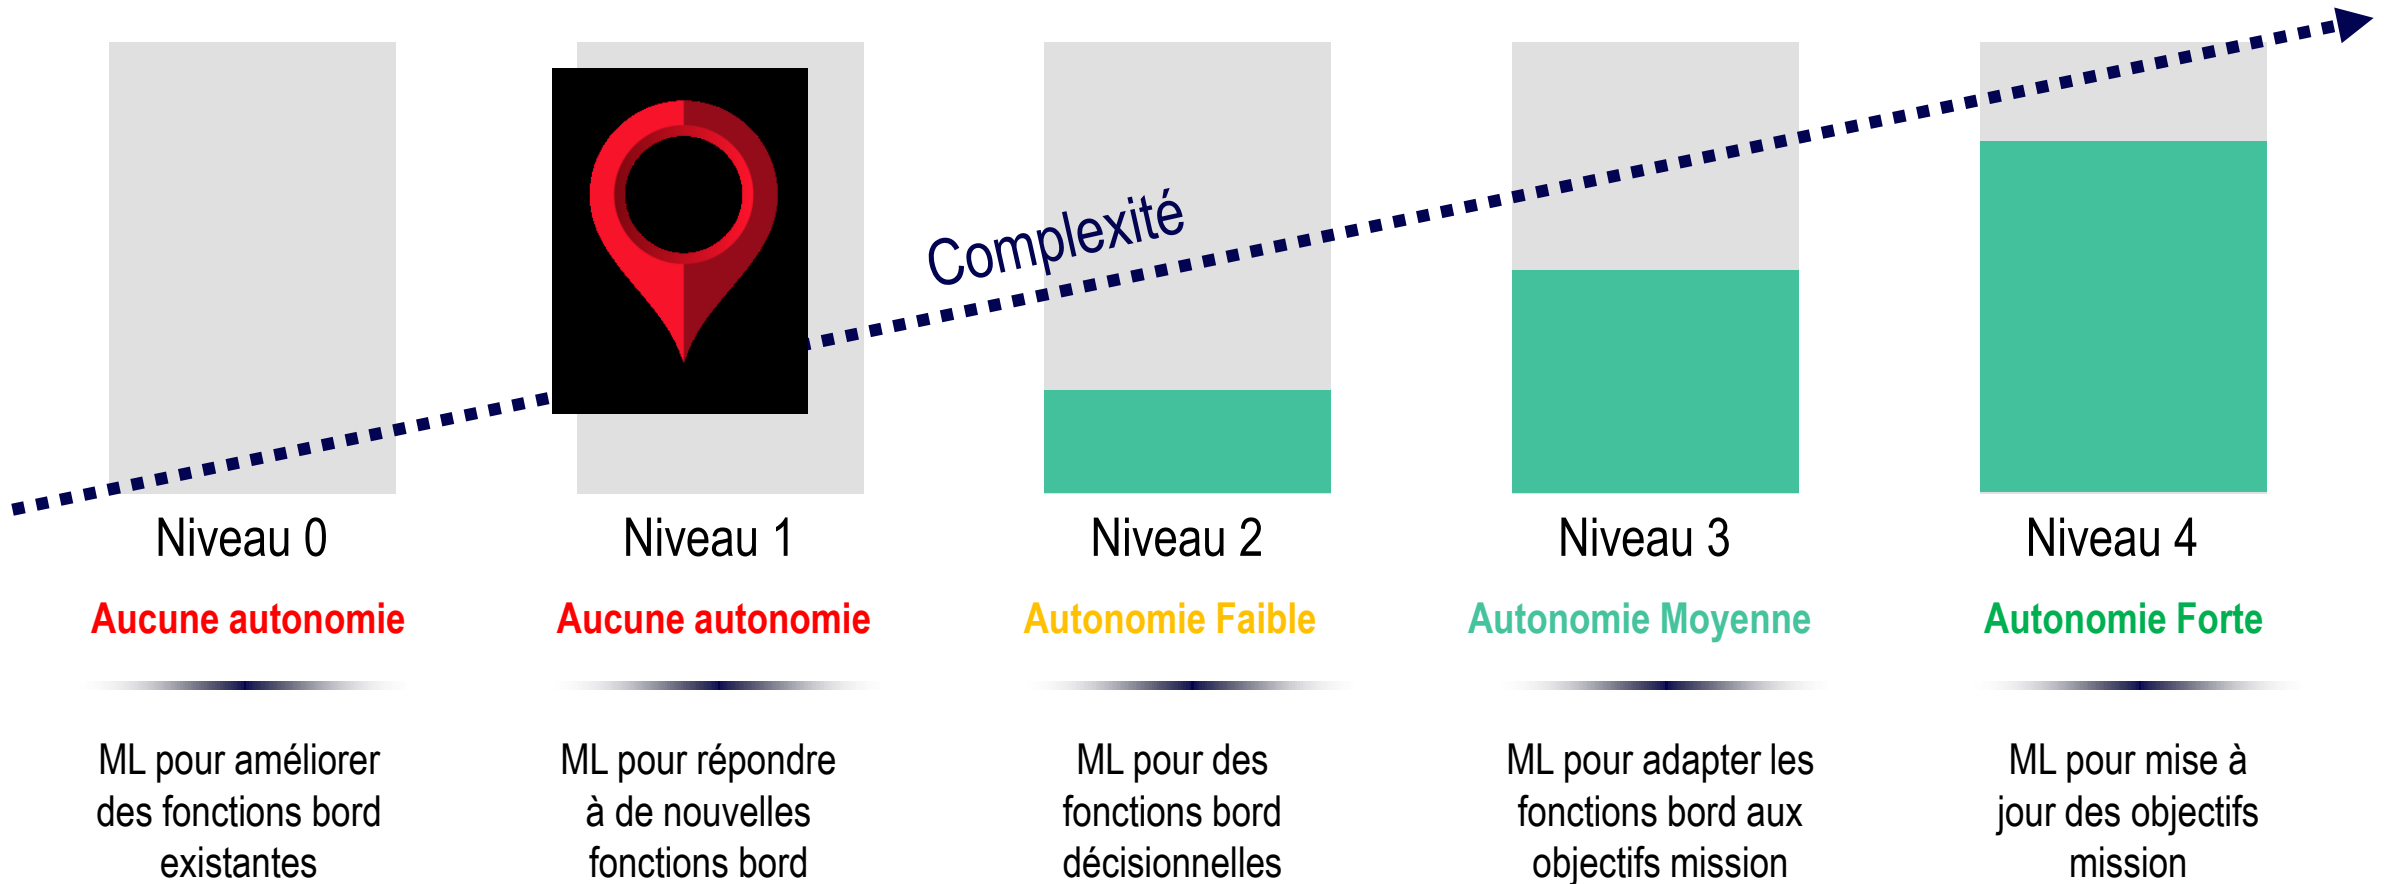 Complexité
Niveau 0
Aucune autonomie
ML pour améliorer
des fonctions bord
existantes
Niveau 1
Aucune autonomie
ML pour répondre
à de nouvelles
fonctions bord
Niveau 2
Autonomie Faible
ML pour des
fonctions bord
décisionnelles
Niveau 3
Autonomie Moyenne
ML pour adapter les
fonctions bord aux
objectifs mission
Niveau 4
Autonomie Forte
ML pour mise à
jour des objectifs
mission